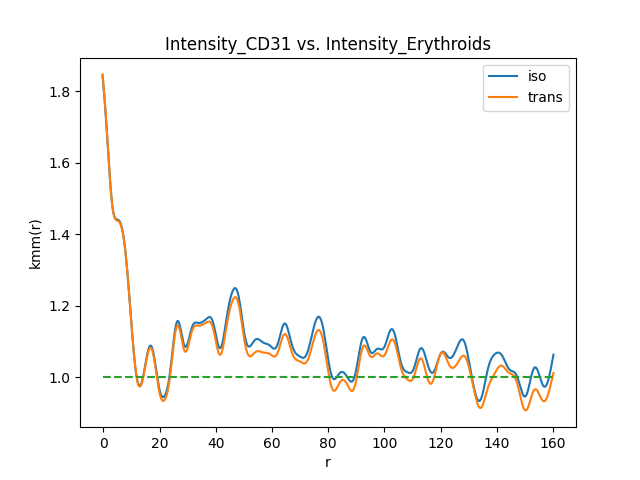 Intensity_CD31 vs. Intensity_Erythroids
iso
trans
kmm(r)
1.8
1.6
1.4
1.2
1.0
0 20 40 60 80 100 120 140 160
r